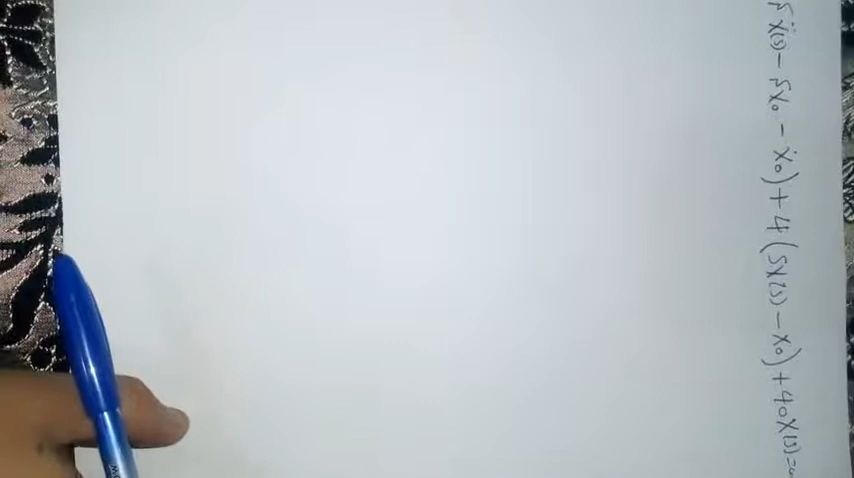 s̈X(s) - sX₀ - Ẋ₀) + 4(sX(s) - X₀) + 40X(s) =